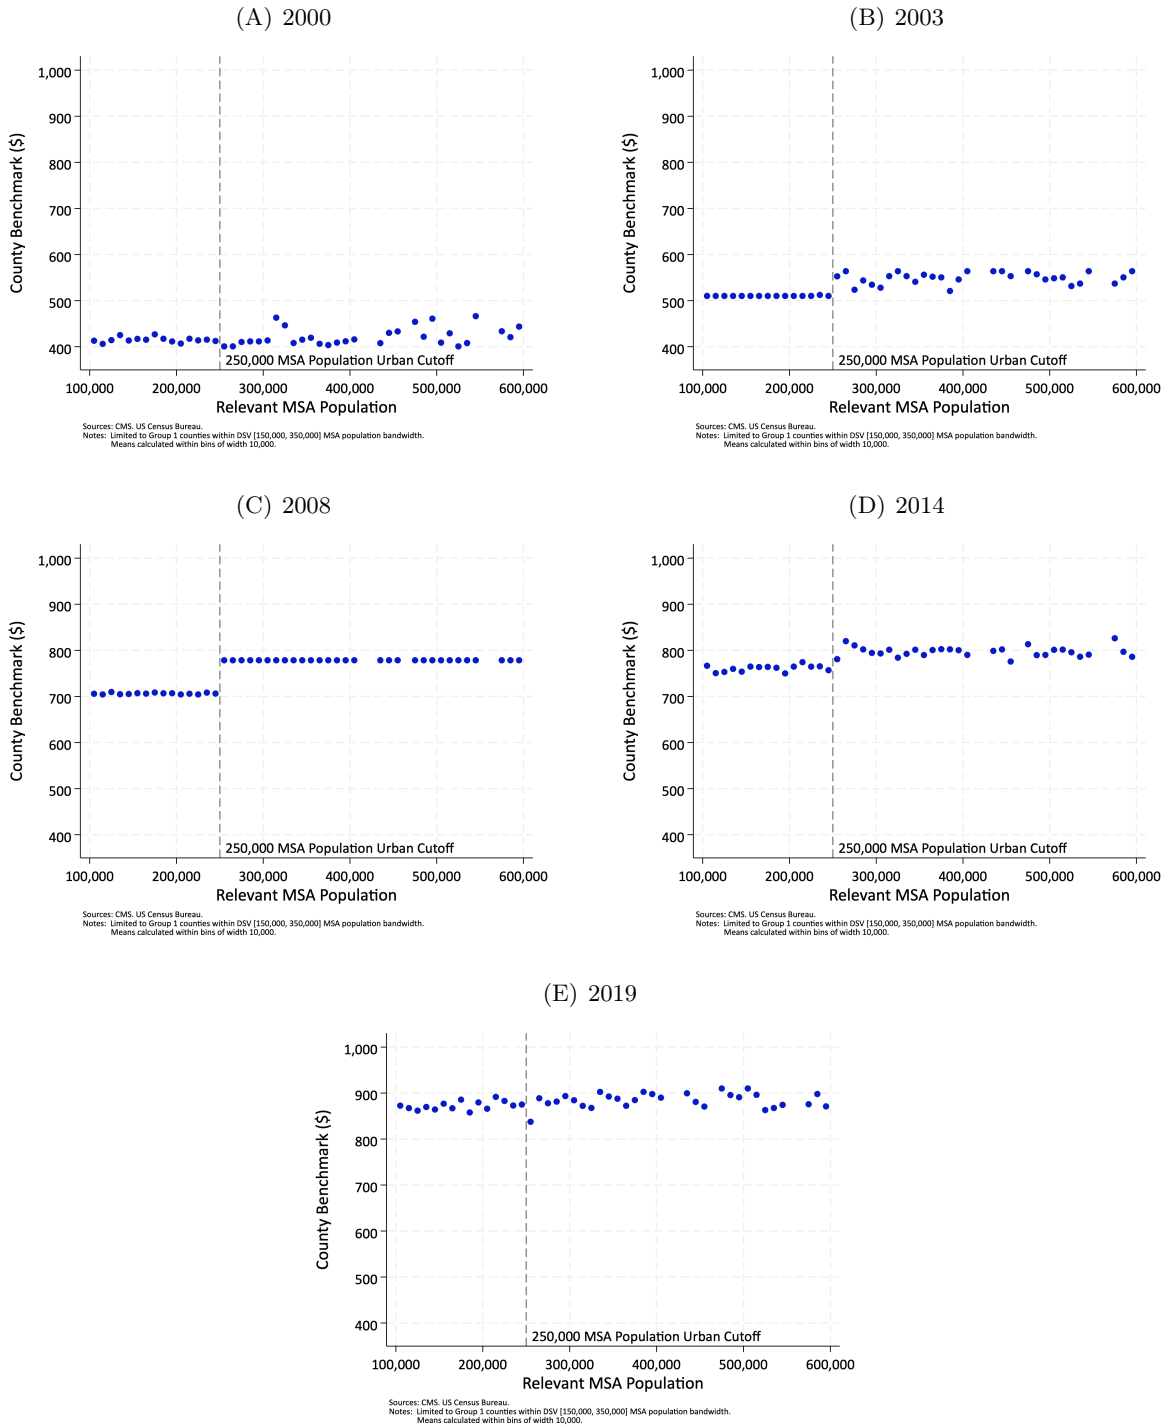 (A) 2000
1,000
900
800
700
600
500
400
County Benchmark ($)
250,000 MSA Population Urban Cutoff
100,000 200,000 300,000 400,000 500,000 600,000
Relevant MSA Population
Sources: CMS. US Census Bureau.
Notes: Limited to Group 1 counties within DSV [150,000, 350,000] MSA population bandwidth.
Means calculated within bins of width 10,000.
(B) 2003
1,000
900
800
700
600
500
400
County Benchmark ($)
250,000 MSA Population Urban Cutoff
100,000 200,000 300,000 400,000 500,000 600,000
Relevant MSA Population
Sources: CMS. US Census Bureau.
Notes: Limited to Group 1 counties within DSV [150,000, 350,000] MSA population bandwidth.
Means calculated within bins of width 10,000.
(C) 2008
1,000
900
800
700
600
500
400
County Benchmark ($)
250,000 MSA Population Urban Cutoff
100,000 200,000 300,000 400,000 500,000 600,000
Relevant MSA Population
Sources: CMS. US Census Bureau.
Notes: Limited to Group 1 counties within DSV [150,000, 350,000] MSA population bandwidth.
Means calculated within bins of width 10,000.
(D) 2014
1,000
900
800
700
600
500
400
County Benchmark ($)
250,000 MSA Population Urban Cutoff
100,000 200,000 300,000 400,000 500,000 600,000
Relevant MSA Population
Sources: CMS. US Census Bureau.
Notes: Limited to Group 1 counties within DSV [150,000, 350,000] MSA population bandwidth.
Means calculated within bins of width 10,000.
(E) 2019
1,000
900
800
700
600
500
400
County Benchmark ($)
250,000 MSA Population Urban Cutoff
100,000 200,000 300,000 400,000 500,000 600,000
Relevant MSA Population
Sources: CMS. US Census Bureau.
Notes: Limited to Group 1 counties within DSV [150,000, 350,000] MSA population bandwidth.
Means calculated within bins of width 10,000.